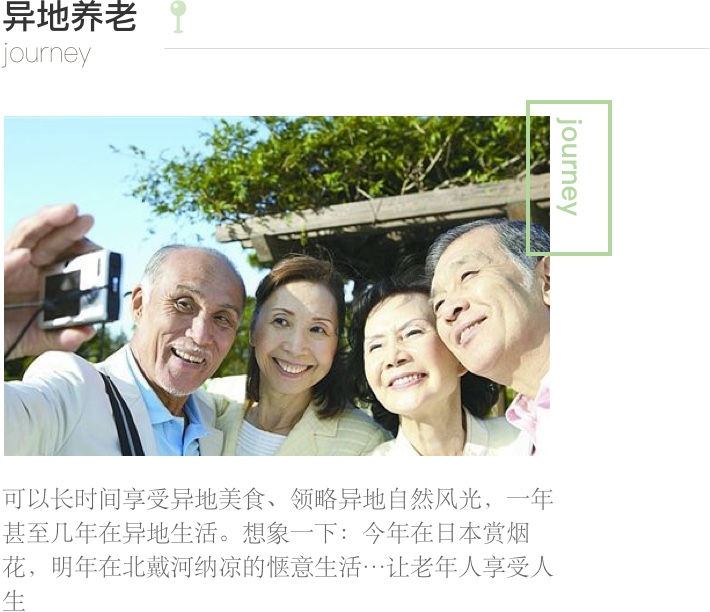 异地养老
journey
journey
可以长时间享受异地美食、领略异地自然风光，一年
甚至几年在异地生活。想象一下：今年在日本赏烟
花，明年在北戴河纳凉的惬意生活…让老年人享受人
生